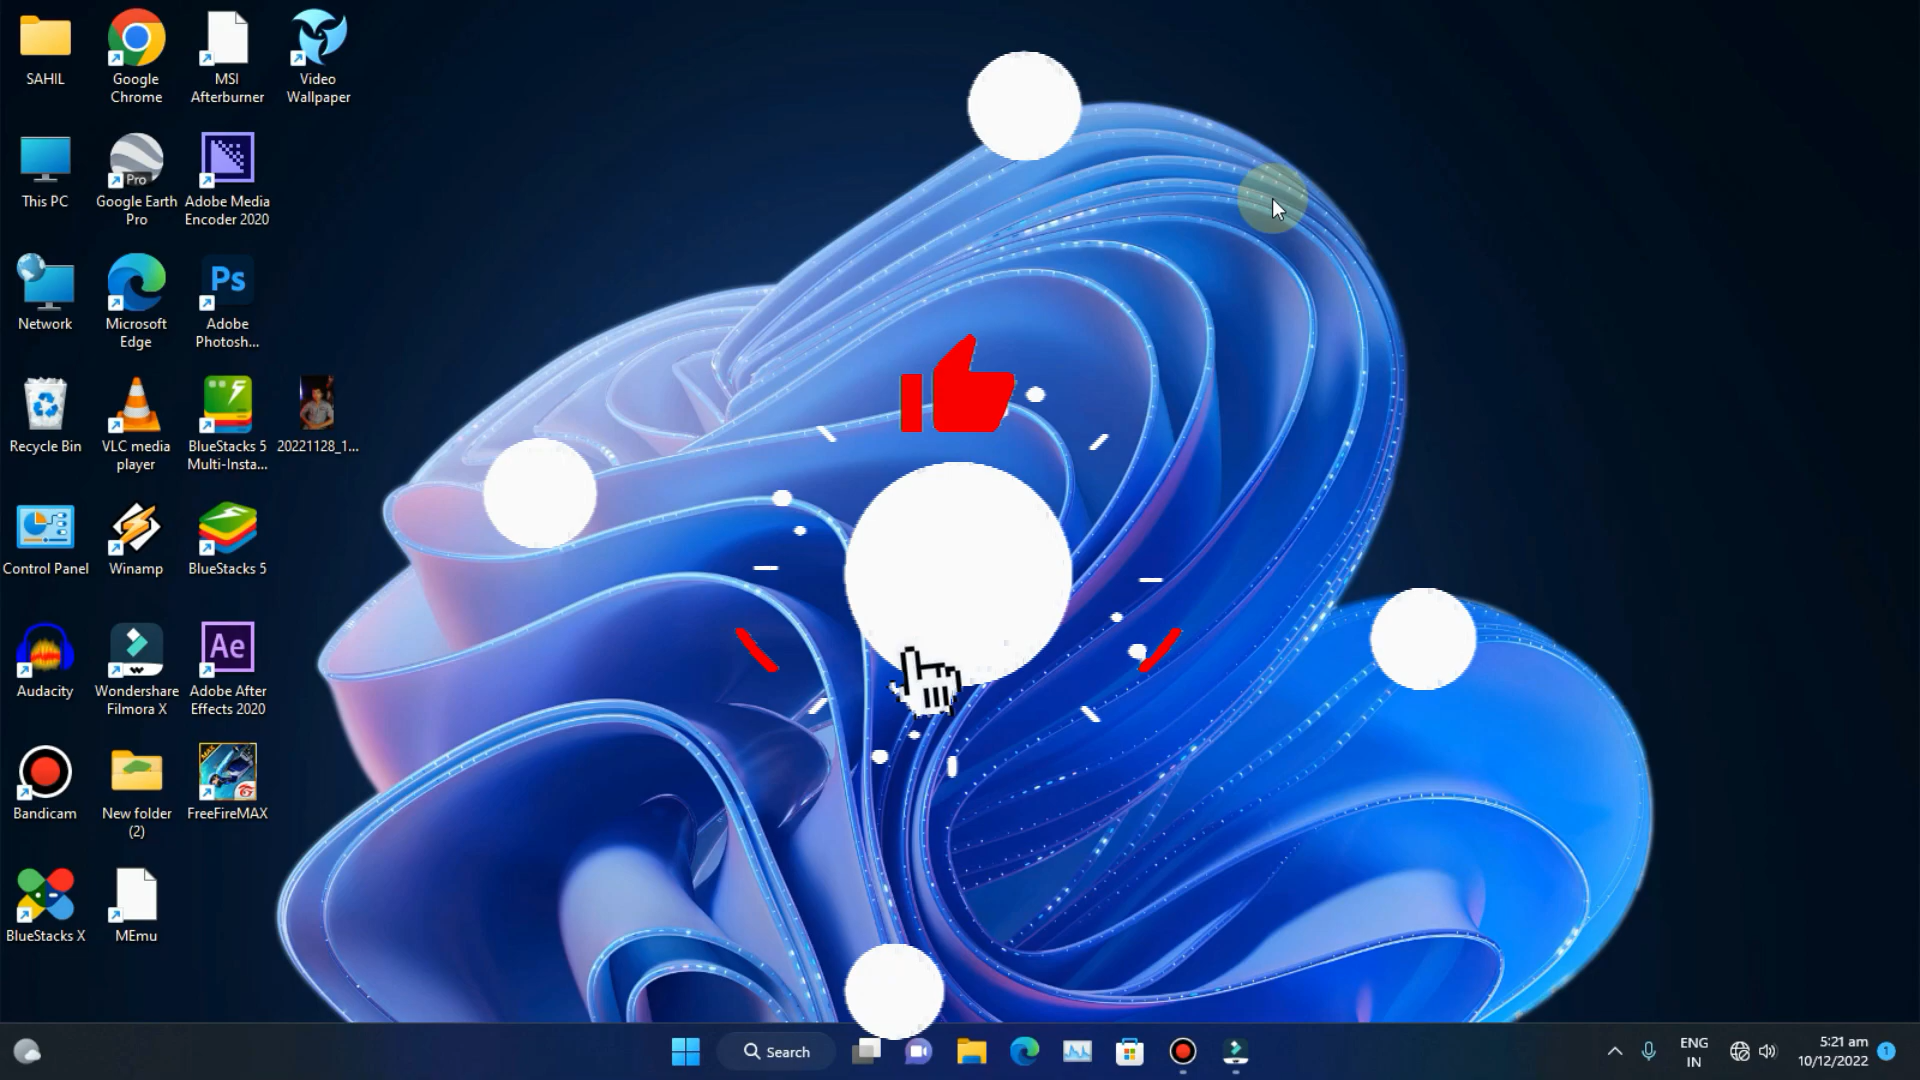 SAHIL
Google
Chrome
MSI
Afterburner
Video
Wallpaper
This PC
Pro
Google Earth
Pro
Adobe Media
Encoder 2020
Network
Microsoft
Edge
Ps
Adobe
Photosh...
Recycle Bin
VLC media
player
BlueStacks 5
Multi-Insta...
20221128_1...
Control Panel
Winamp
BlueStacks 5
Audacity
Wondershare
Filmora X
Ae
Adobe After
Effects 2020
Bandicam
New folder
(2)
MAX
FreeFireMAX
BlueStacks X
MEmu
Search
ENG
IN
5:21 am
10/12/2022
1